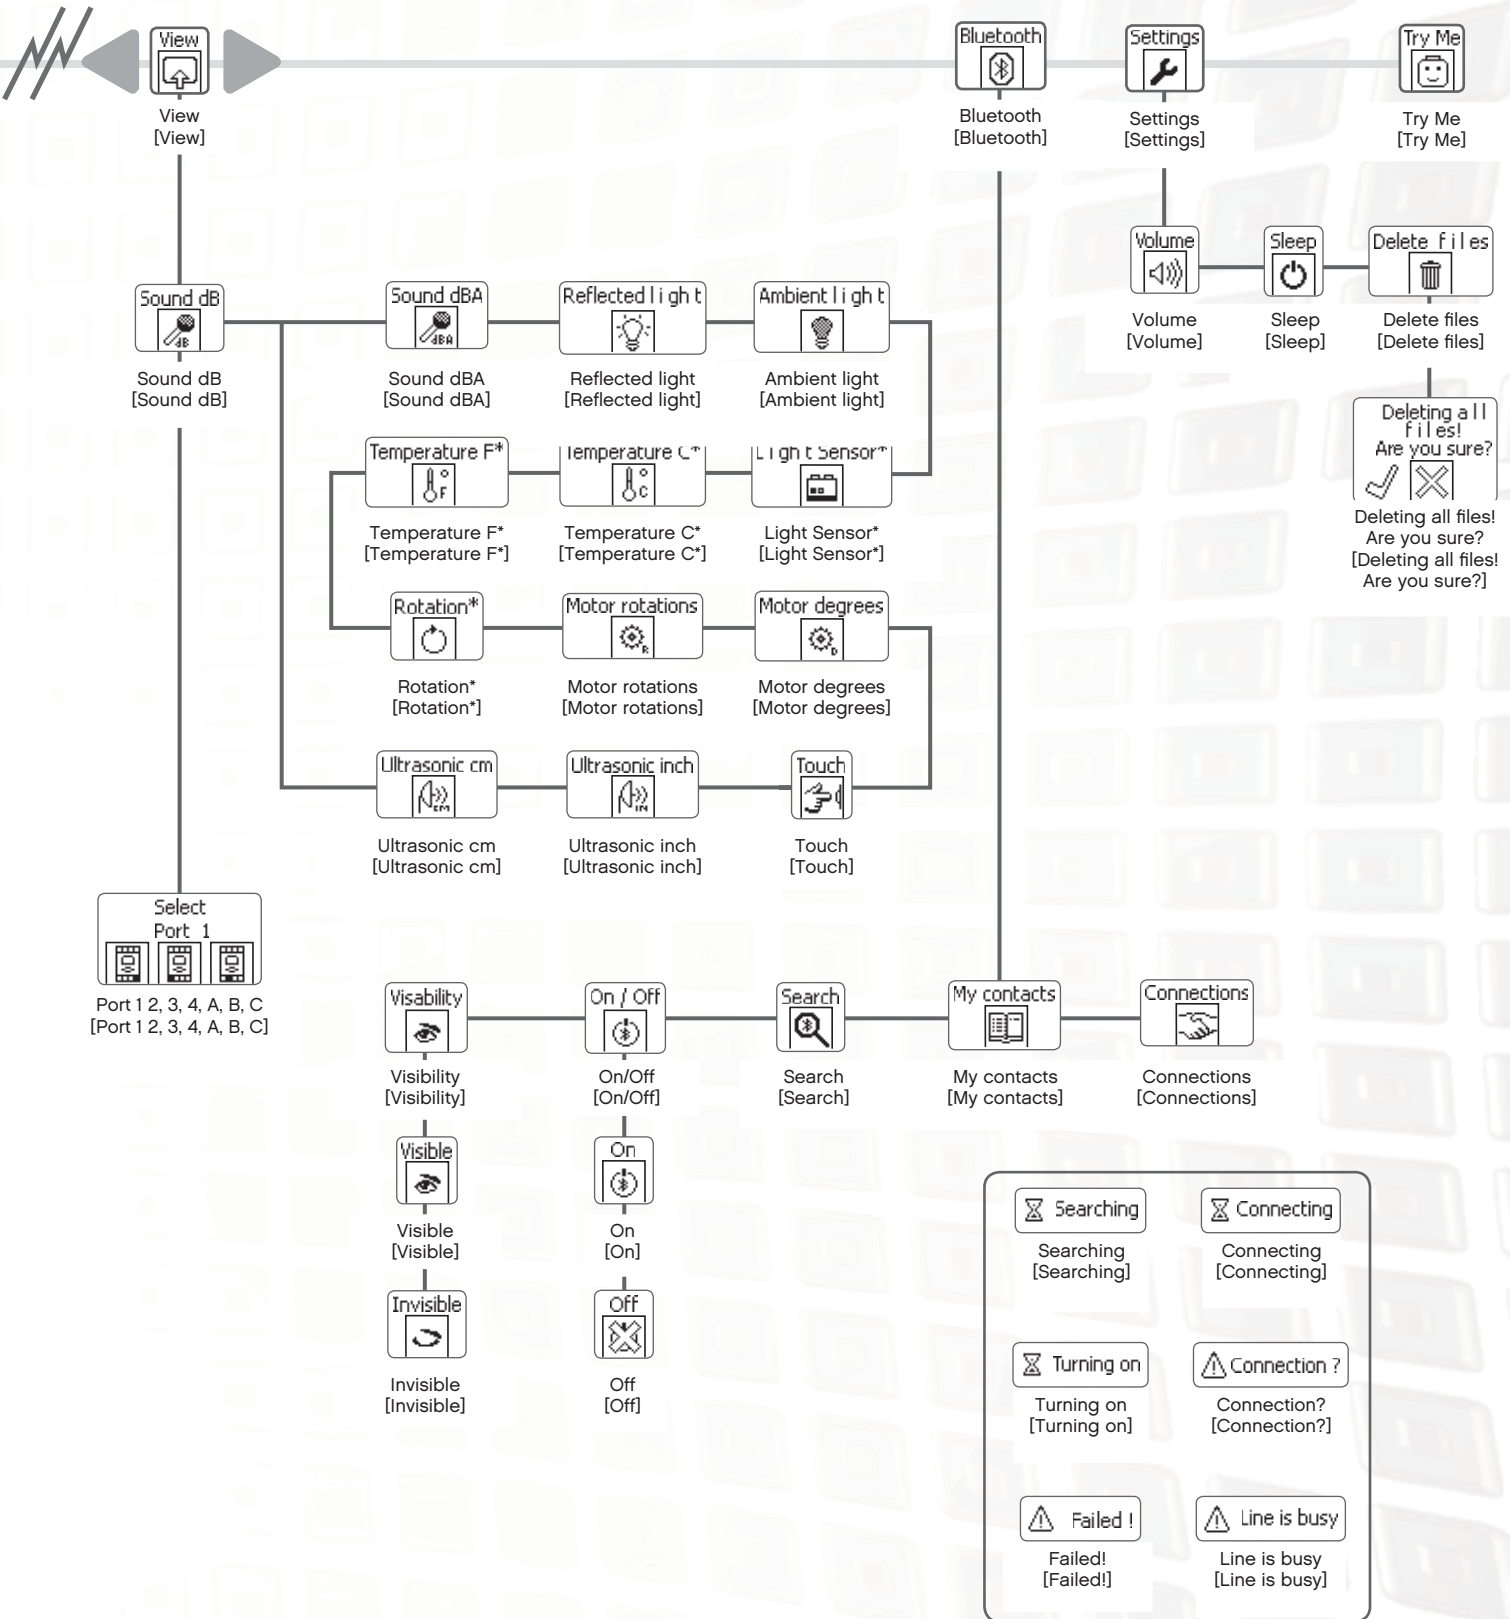 View
View
[View]
Bluetooth
Bluetooth
[Bluetooth]
Settings
Settings
[Settings]
Try Me
Try Me
[Try Me]
Volume
Volume
[Volume]
Sleep
Sleep
[Sleep]
Delete files
Delete files
[Delete files]
Deleting all
files!
Are you sure?
Deleting all files!
Are you sure?
[Deleting all files!
Are you sure?]
Sound dB
dB
Sound dB
[Sound dB]
Sound dBA
dBA
Sound dBA
[Sound dBA]
Reflected light
Reflected light
[Reflected light]
Ambient light
Ambient light
[Ambient light]
Temperature F*
°F
Temperature F*
[Temperature F*]
Temperature C*
°C
Temperature C*
[Temperature C*]
Light Sensor*
Light Sensor*
[Light Sensor*]
Rotation*
Rotation*
[Rotation*]
Motor rotations
R
Motor rotations
[Motor rotations]
Motor degrees
D
Motor degrees
[Motor degrees]
Ultrasonic cm
CM
Ultrasonic cm
[Ultrasonic cm]
Ultrasonic inch
IN
Ultrasonic inch
[Ultrasonic inch]
Touch
Touch
[Touch]
Select
Port 1
Port 1 2, 3, 4, A, B, C
[Port 1 2, 3, 4, A, B, C]
Visability
Visibility
[Visibility]
On / Off
On/Off
[On/Off]
Search
Search
[Search]
My contacts
My contacts
[My contacts]
Connections
Connections
[Connections]
Visible
Visible
[Visible]
On
On
[On]
Invisible
Invisible
[Invisible]
Off
Off
[Off]
Searching
Searching
[Searching]
Connecting
Connecting
[Connecting]
Turning on
Turning on
[Turning on]
Connection ?
Connection?
[Connection?]
Failed !
Failed!
[Failed!]
Line is busy
Line is busy
[Line is busy]